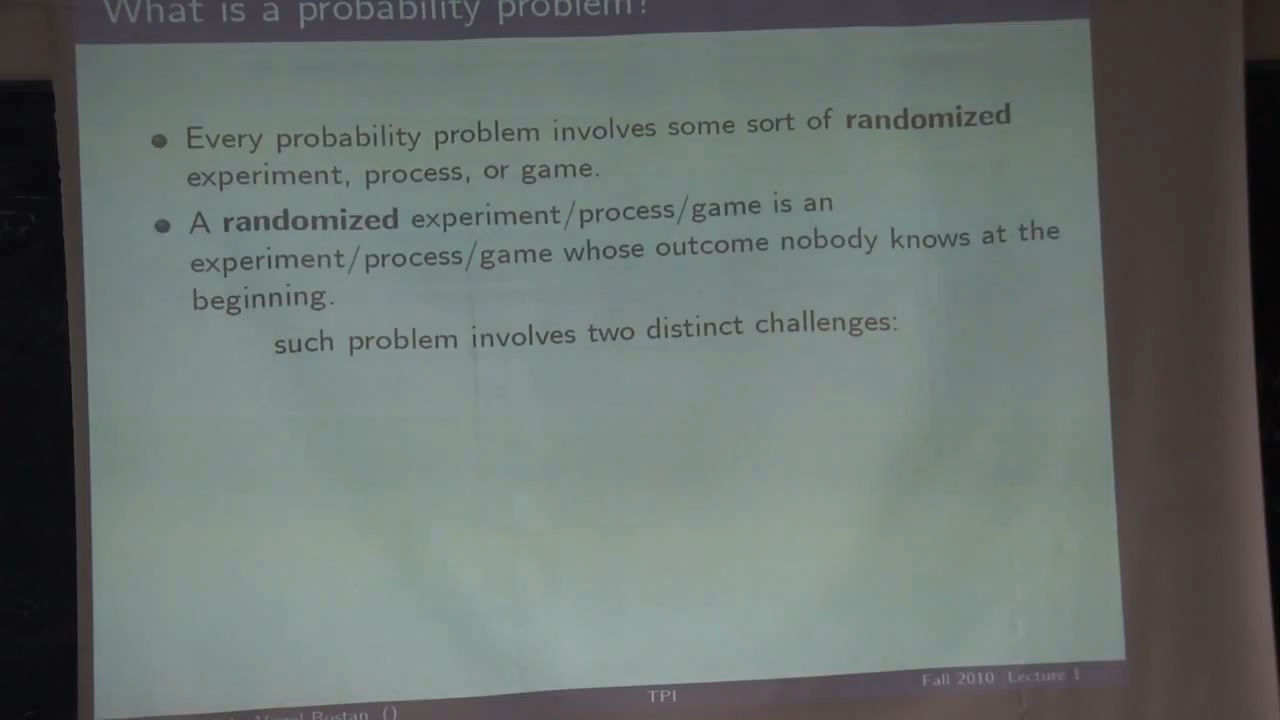 What is a probability problem?
Every probability problem involves some sort of randomized
experiment, process, or game.
A randomized experiment/process/game is an
experiment/process/game whose outcome nobody knows at the
beginning.
such problem involves two distinct challenges:
Fall 2010 Lecture 1
TPI
()